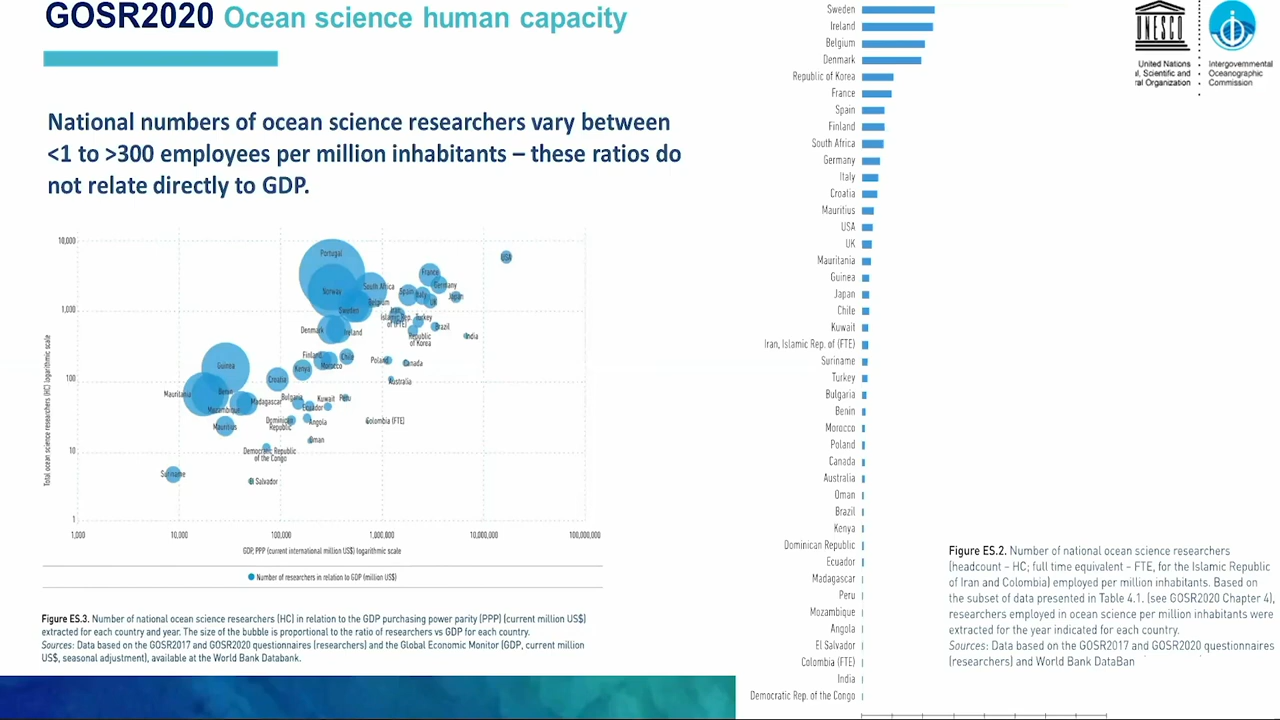 GOSR2020 Ocean science human capacity
National numbers of ocean science researchers vary between
<1 to >300 employees per million inhabitants – these ratios do
not relate directly to GDP.
Total ocean science researchers (HC) logarithmic scale
10,000
1,000
100
10
1
1,000
10,000
100,000
1,000,000
10,000,000
100,000,000
Portugal
Norway
South Africa
Sweden
Belgium
Denmark
Ireland
France
Germany
Spain
Italy
UK
Japan
USA
Iran
Islamic Rep.
of (FTE)
Turkey
Republic
of Korea
Brazil
India
Guinea
Mauritania
Benin
Mozambique
Madagascar
Mauritius
Finland
Chile
Morocco
Kenya
Croatia
Poland
Canada
Australia
Bulgaria
Kuwait
Peru
Ecuador
Dominican
Republic
Angola
Oman
Colombia (FTE)
Democratic Republic
of the Congo
Suriname
El Salvador
GDP, PPP (current international million US$) logarithmic scale
Number of researchers in relation to GDP (million US$)
Figure ES.3. Number of national ocean science researchers (HC) in relation to the GDP purchasing power parity (PPP) (current million US$)
extracted for each country and year. The size of the bubble is proportional to the ratio of researchers vs GDP for each country.
Sources: Data based on the GOSR2017 and GOSR2020 questionnaires (researchers) and the Global Economic Monitor (GDP, current million
US$, seasonal adjustment), available at the World Bank Databank.
Sweden
Ireland
Belgium
Denmark
Republic of Korea
France
Spain
Finland
South Africa
Germany
Italy
Croatia
Mauritius
USA
UK
Mauritania
Guinea
Japan
Chile
Kuwait
Iran, Islamic Rep. of (FTE)
Suriname
Turkey
Bulgaria
Benin
Morocco
Poland
Canada
Australia
Oman
Brazil
Kenya
Dominican Republic
Ecuador
Madagascar
Peru
Mozambique
Angola
El Salvador
Colombia (FTE)
India
Democratic Rep. of the Congo
UNESCO
United Nations
l, Scientific and
ral Organization
Intergovernmental
Oceanographic
Commission
Figure ES.2. Number of national ocean science researchers
(headcount – HC; full time equivalent – FTE, for the Islamic Republic
of Iran and Colombia) employed per million inhabitants. Based on
the subset of data presented in Table 4.1. (see GOSR2020 Chapter 4),
researchers employed in ocean science per million inhabitants were
extracted for the year indicated for each country.
Sources: Data based on the GOSR2017 and GOSR2020 questionnaires
(researchers) and World Bank DataBan